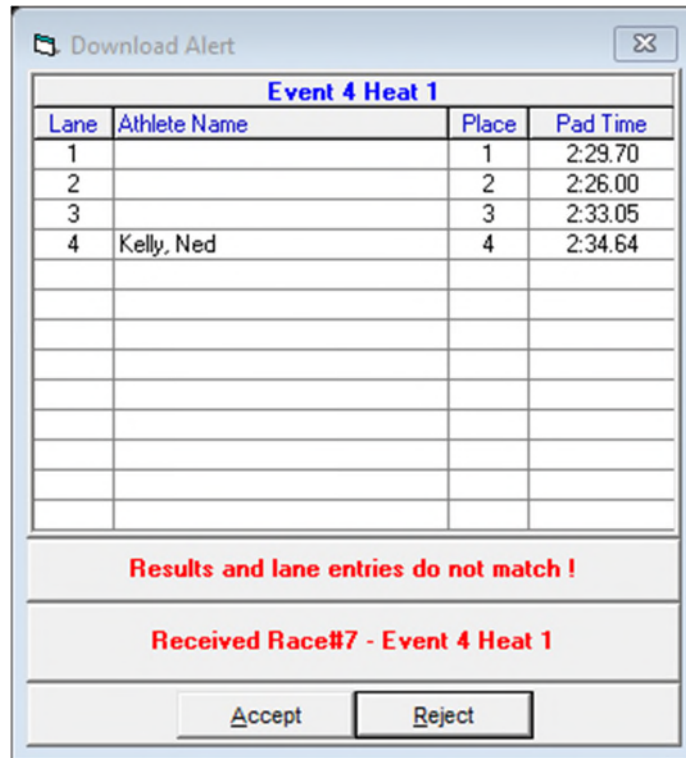 Download Alert
Event 4 Heat 1
Lane Athlete Name Place Pad Time
1 1 2:29.70
2 2 2:26.00
3 3 2:33.05
4 Kelly, Ned 4 2:34.64
Results and lane entries do not match !
Received Race#7 - Event 4 Heat 1
Accept Reject